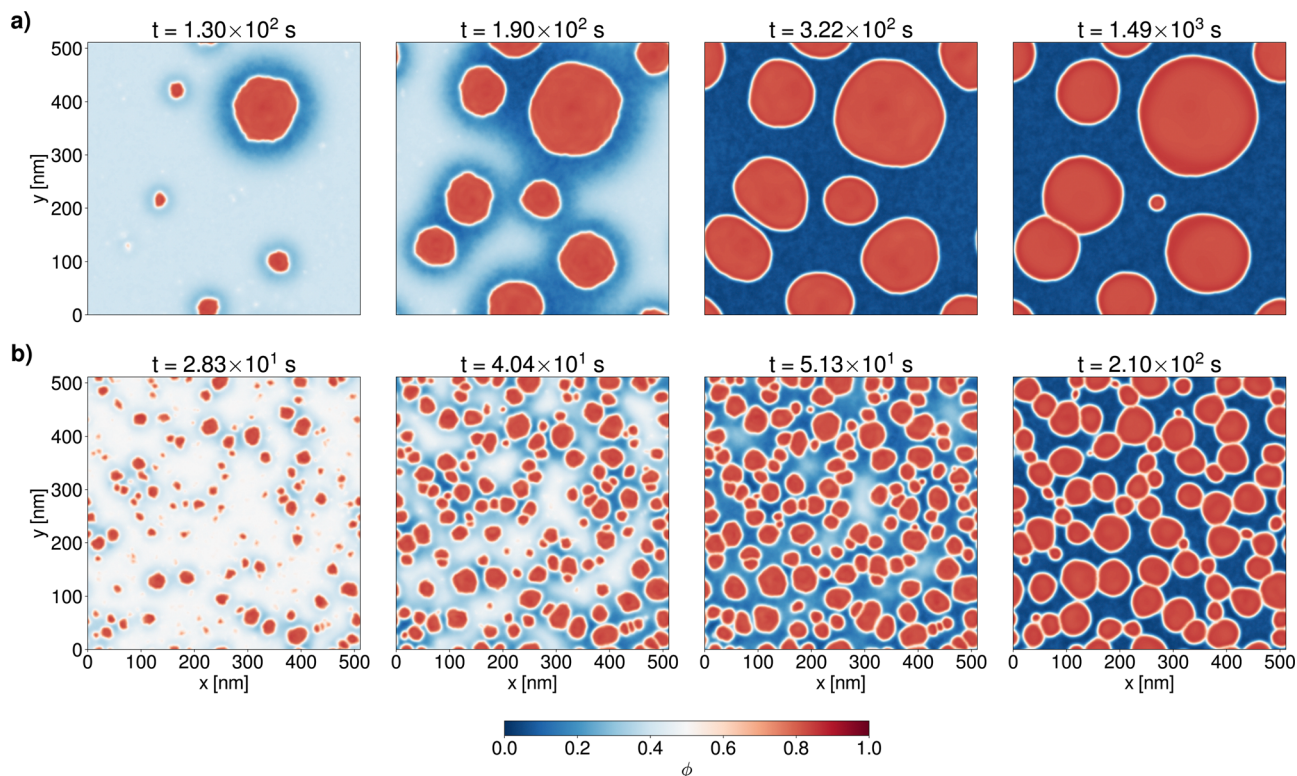 a)
t = 1.30×10² s
t = 1.90×10² s
t = 3.22×10² s
t = 1.49×10³ s
500
400
300
200
100
0
y [nm]
b)
t = 2.83×10¹ s
t = 4.04×10¹ s
t = 5.13×10¹ s
t = 2.10×10² s
500
400
300
200
100
0
y [nm]
0 100 200 300 400 500
0 100 200 300 400 500
0 100 200 300 400 500
0 100 200 300 400 500
x [nm]
x [nm]
x [nm]
x [nm]
0.0 0.2 0.4 0.6 0.8 1.0
ϕ